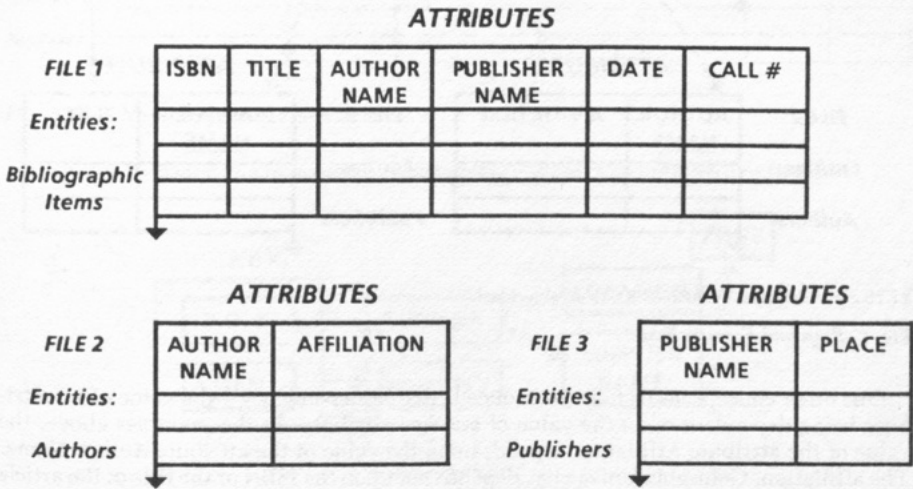 ATTRIBUTES
FILE 1 ISBN TITLE AUTHOR NAME PUBLISHER NAME DATE CALL #
Entities:
Bibliographic Items
ATTRIBUTES
FILE 2 AUTHOR NAME AFFILIATION
Entities:
Authors
ATTRIBUTES
FILE 3 PUBLISHER NAME PLACE
Entities:
Publishers